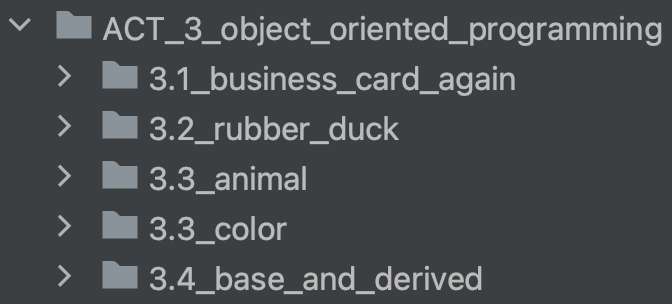 ACT_3_object_oriented_programming
3.1_business_card_again
3.2_rubber_duck
3.3_animal
3.3_color
3.4_base_and_derived